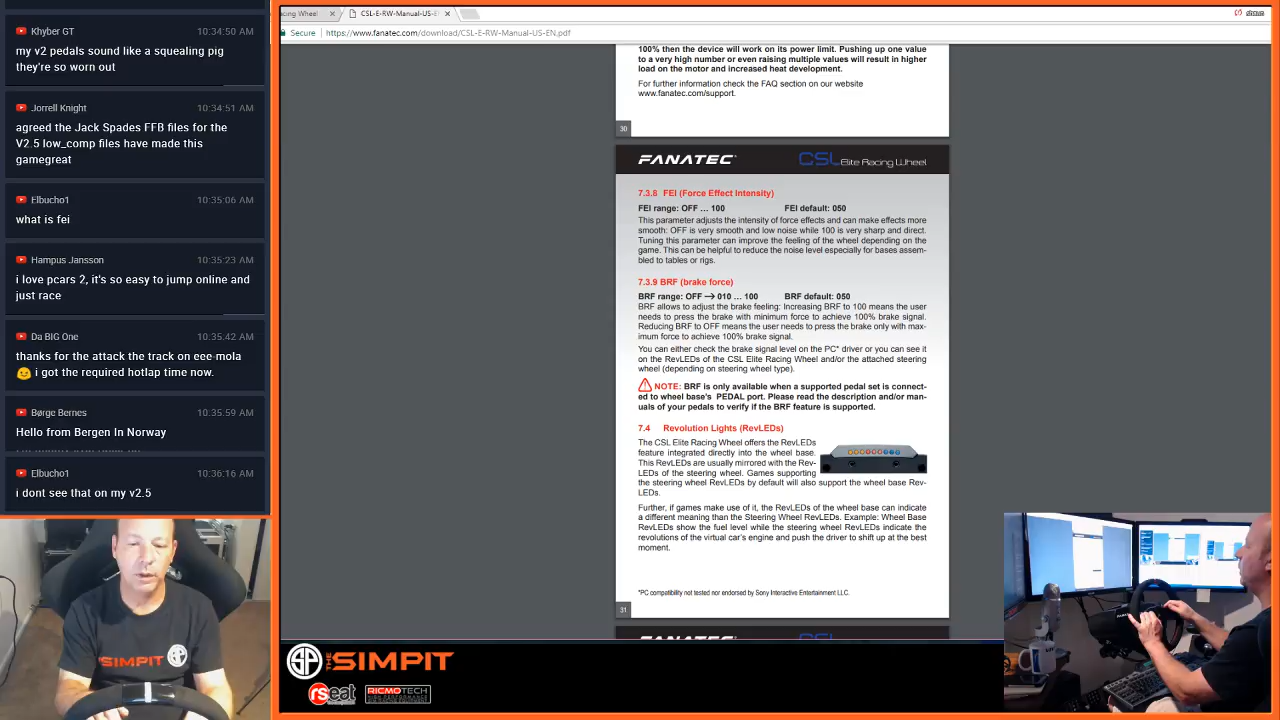 Khyber GT
10:34:50 AM
my v2 pedals sound like a squealing pig
they're so worn out
Jorrell Knight
10:34:51 AM
agreed the Jack Spades FFB files for the
V2.5 low_comp files have made this
gamegreat
Elbucho1
10:35:06 AM
what is fei
Hampus Jansson
10:35:23 AM
i love pcars 2, it's so easy to jump online and
just race
Da BIG One
10:35:42 AM
thanks for the attack the track on eee-mola
i got the required hotlap time now.
Børge Bernes
10:35:59 AM
Hello from Bergen In Norway
Elbucho1
10:36:16 AM
i dont see that on my v2.5
acing Wheel
CSL-E-RW-Manual-US-E
Secure
https://www.fanatec.com/download/CSL-E-RW-Manual-US-EN.pdf
100% then the device will work on its power limit. Pushing up one value
to a very high number or even raising multiple values will result in higher
load on the motor and increased heat development.
For further information check the FAQ section on our website
www.fanatec.com/support.
30
FANATEC
CSL Elite Racing Wheel
7.3.8 FEI (Force Effect Intensity)
FEI range: OFF ... 100 FEI default: 050
This parameter adjusts the intensity of force effects and can make effects more
smooth: OFF is very smooth and low noise while 100 is very sharp and direct.
Tuning this parameter can improve the feeling of the wheel depending on the
game. This can be helpful to reduce the noise level especially for bases assem-
bled to tables or rigs.
7.3.9 BRF (brake force)
BRF range: OFF → 010 ... 100 BRF default: 050
BRF allows to adjust the brake feeling: Increasing BRF to 100 means the user
needs to press the brake with minimum force to achieve 100% brake signal.
Reducing BRF to OFF means the user needs to press the brake only with max-
imum force to achieve 100% brake signal.
You can either check the brake signal level on the PC* driver or you can see it
on the RevLEDs of the CSL Elite Racing Wheel and/or the attached steering
wheel (depending on steering wheel type).
NOTE: BRF is only available when a supported pedal set is connect-
ed to wheel base's PEDAL port. Please read the description and/or man-
uals of your pedals to verify if the BRF feature is supported.
7.4 Revolution Lights (RevLEDs)
The CSL Elite Racing Wheel offers the RevLEDs
feature integrated directly into the wheel base.
This RevLEDs are usually mirrored with the Rev-
LEDs of the steering wheel. Games supporting
the steering wheel RevLEDs by default will also support the wheel base Rev-
LEDs.
Further, if games make use of it, the RevLEDs of the wheel base can indicate
a different meaning than the Steering Wheel RevLEDs. Example: Wheel Base
RevLEDs show the fuel level while the steering wheel RevLEDs indicate the
revolutions of the virtual car's engine and push the driver to shift up at the best
moment.
*PC compatibility not tested nor endorsed by Sony Interactive Entertainment LLC.
31
SIMPIT
SP THE SIMPIT
rseat
RICMOTECH